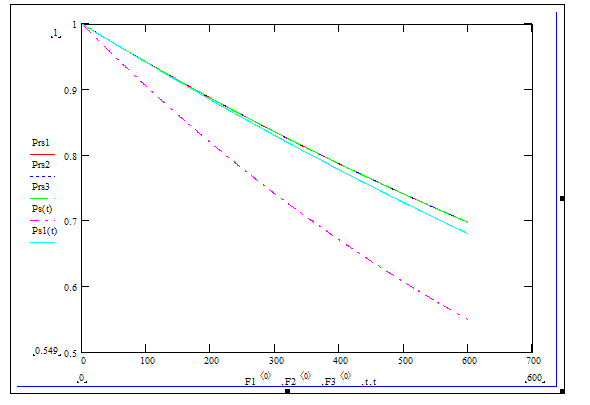 1
1
0.9
0.8
Prs1
Prs2
Prs3
0.7
Ps(t)
Ps1(t)
0.6
0.549
0.5
0 100 200 300 400 500 600 700
0 F1⟨0⟩ , F2⟨0⟩ , F3⟨0⟩ , t , t 600